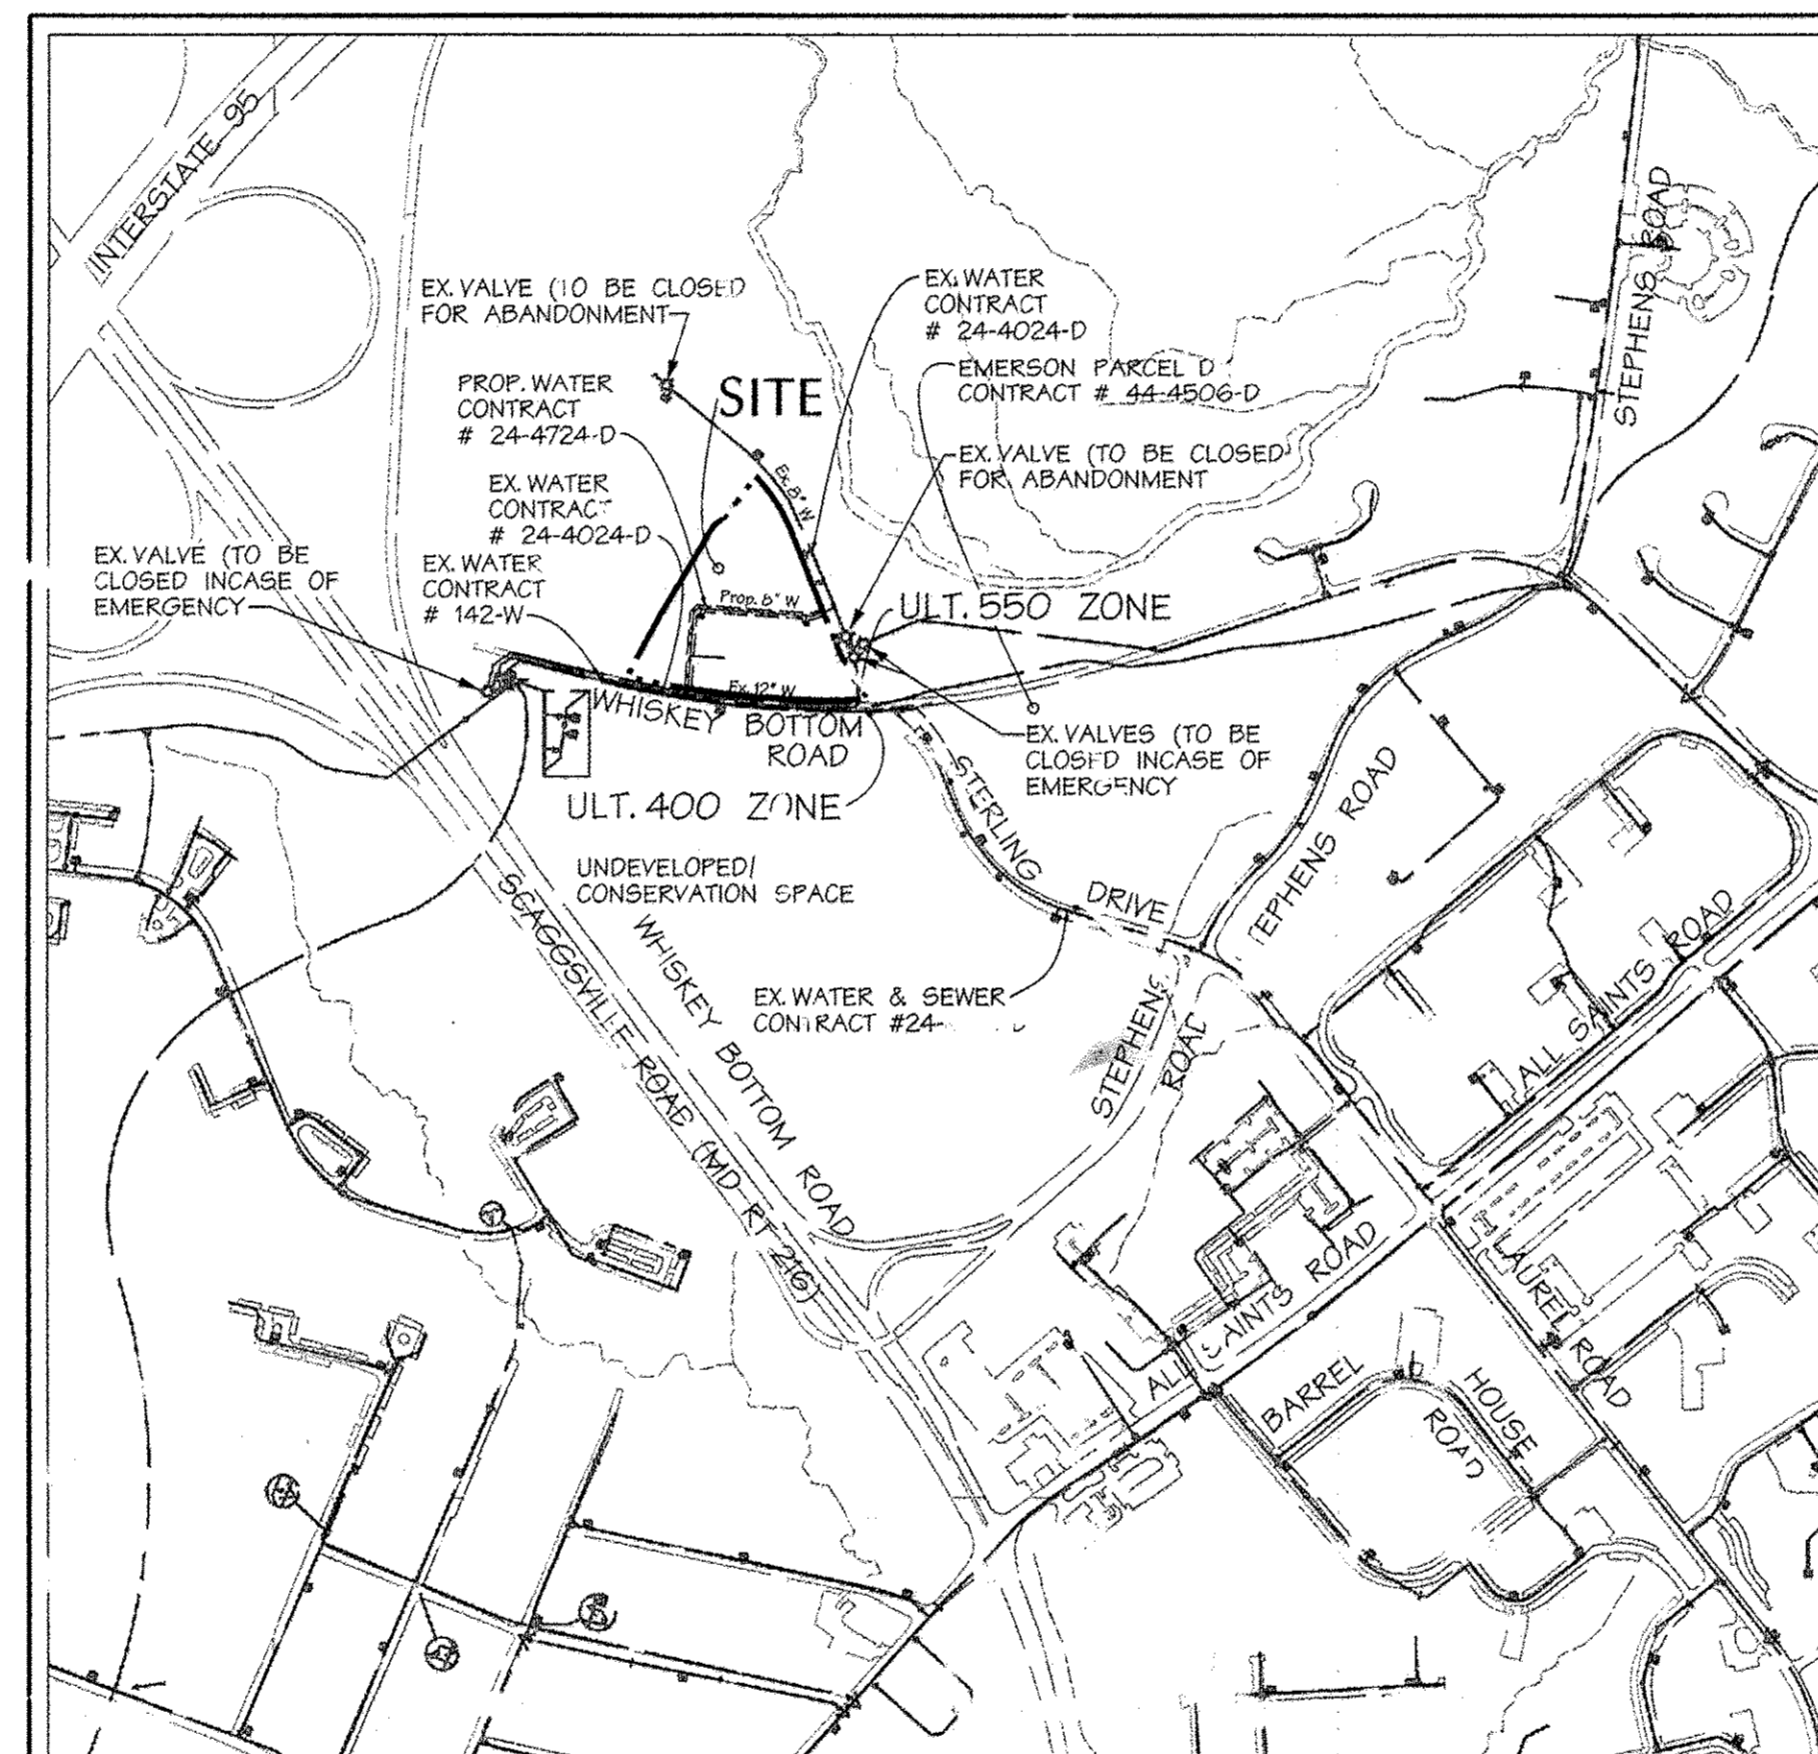 INTERSTATE 95
STEPHENS ROAD
STEPHENS ROAD
EX. VALVE (TO BE CLOSED
FOR ABANDONMENT
EX. WATER
CONTRACT
# 24-4024-D
EMERSON PARCEL D
CONTRACT # 44-4506-D
PROP. WATER
CONTRACT
# 24-4724-D
SITE
EX. VALVE (TO BE CLOSED
FOR ABANDONMENT
Ex. 8" W
EX. WATER
CONTRACT
# 24-4024-D
EX. VALVE (TO BE
CLOSED INCASE OF
EMERGENCY
EX. WATER
CONTRACT
# 142-W
Prop. 8" W
ULT. 550 ZONE
Ex. 12" W
WHISKEY BOTTOM
ROAD
EX. VALVES (TO BE
CLOSED INCASE OF
EMERGENCY
ULT. 400 ZONE
STERLING
DRIVE
STEPHENS ROAD
UNDEVELOPED/
CONSERVATION SPACE
SCAGGSVILLE ROAD (MD RT 216)
WHISKEY BOTTOM ROAD
EX. WATER & SEWER
CONTRACT #24-
STEPHENS
ROAD
ALL SAINTS ROAD
ALL SAINTS ROAD
LAUREL ROAD
BARREL
HOUSE
ROAD